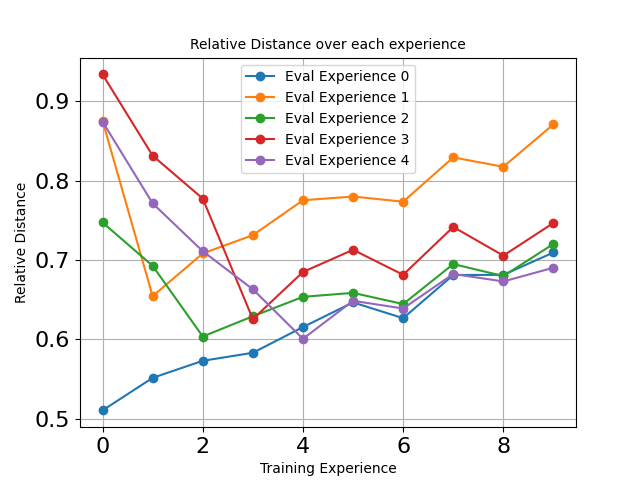 Relative Distance over each experience
Eval Experience 0
Eval Experience 1
Eval Experience 2
Eval Experience 3
Eval Experience 4
0.9
0.8
0.7
0.6
0.5
Relative Distance
0 2 4 6 8
Training Experience